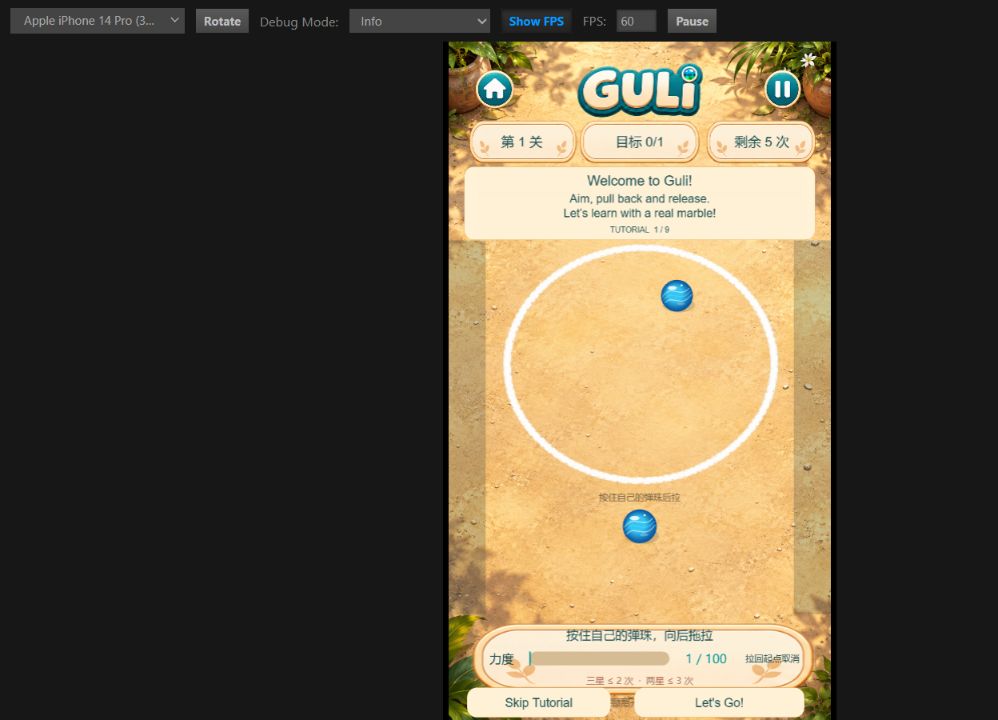 Apple iPhone 14 Pro (3... Rotate Debug Mode: Info Show FPS FPS: 60 Pause
GULi
第 1 关 目标 0/1 剩余 5 次
Welcome to Guli!
Aim, pull back and release.
Let's learn with a real marble!
TUTORIAL 1 / 9
按住自己的弹珠后拉
按住自己的弹珠，向后拖拉
力度 1 / 100 拉回起点取消
三星 ≤ 2 次 · 两星 ≤ 3 次
Skip Tutorial Let's Go!